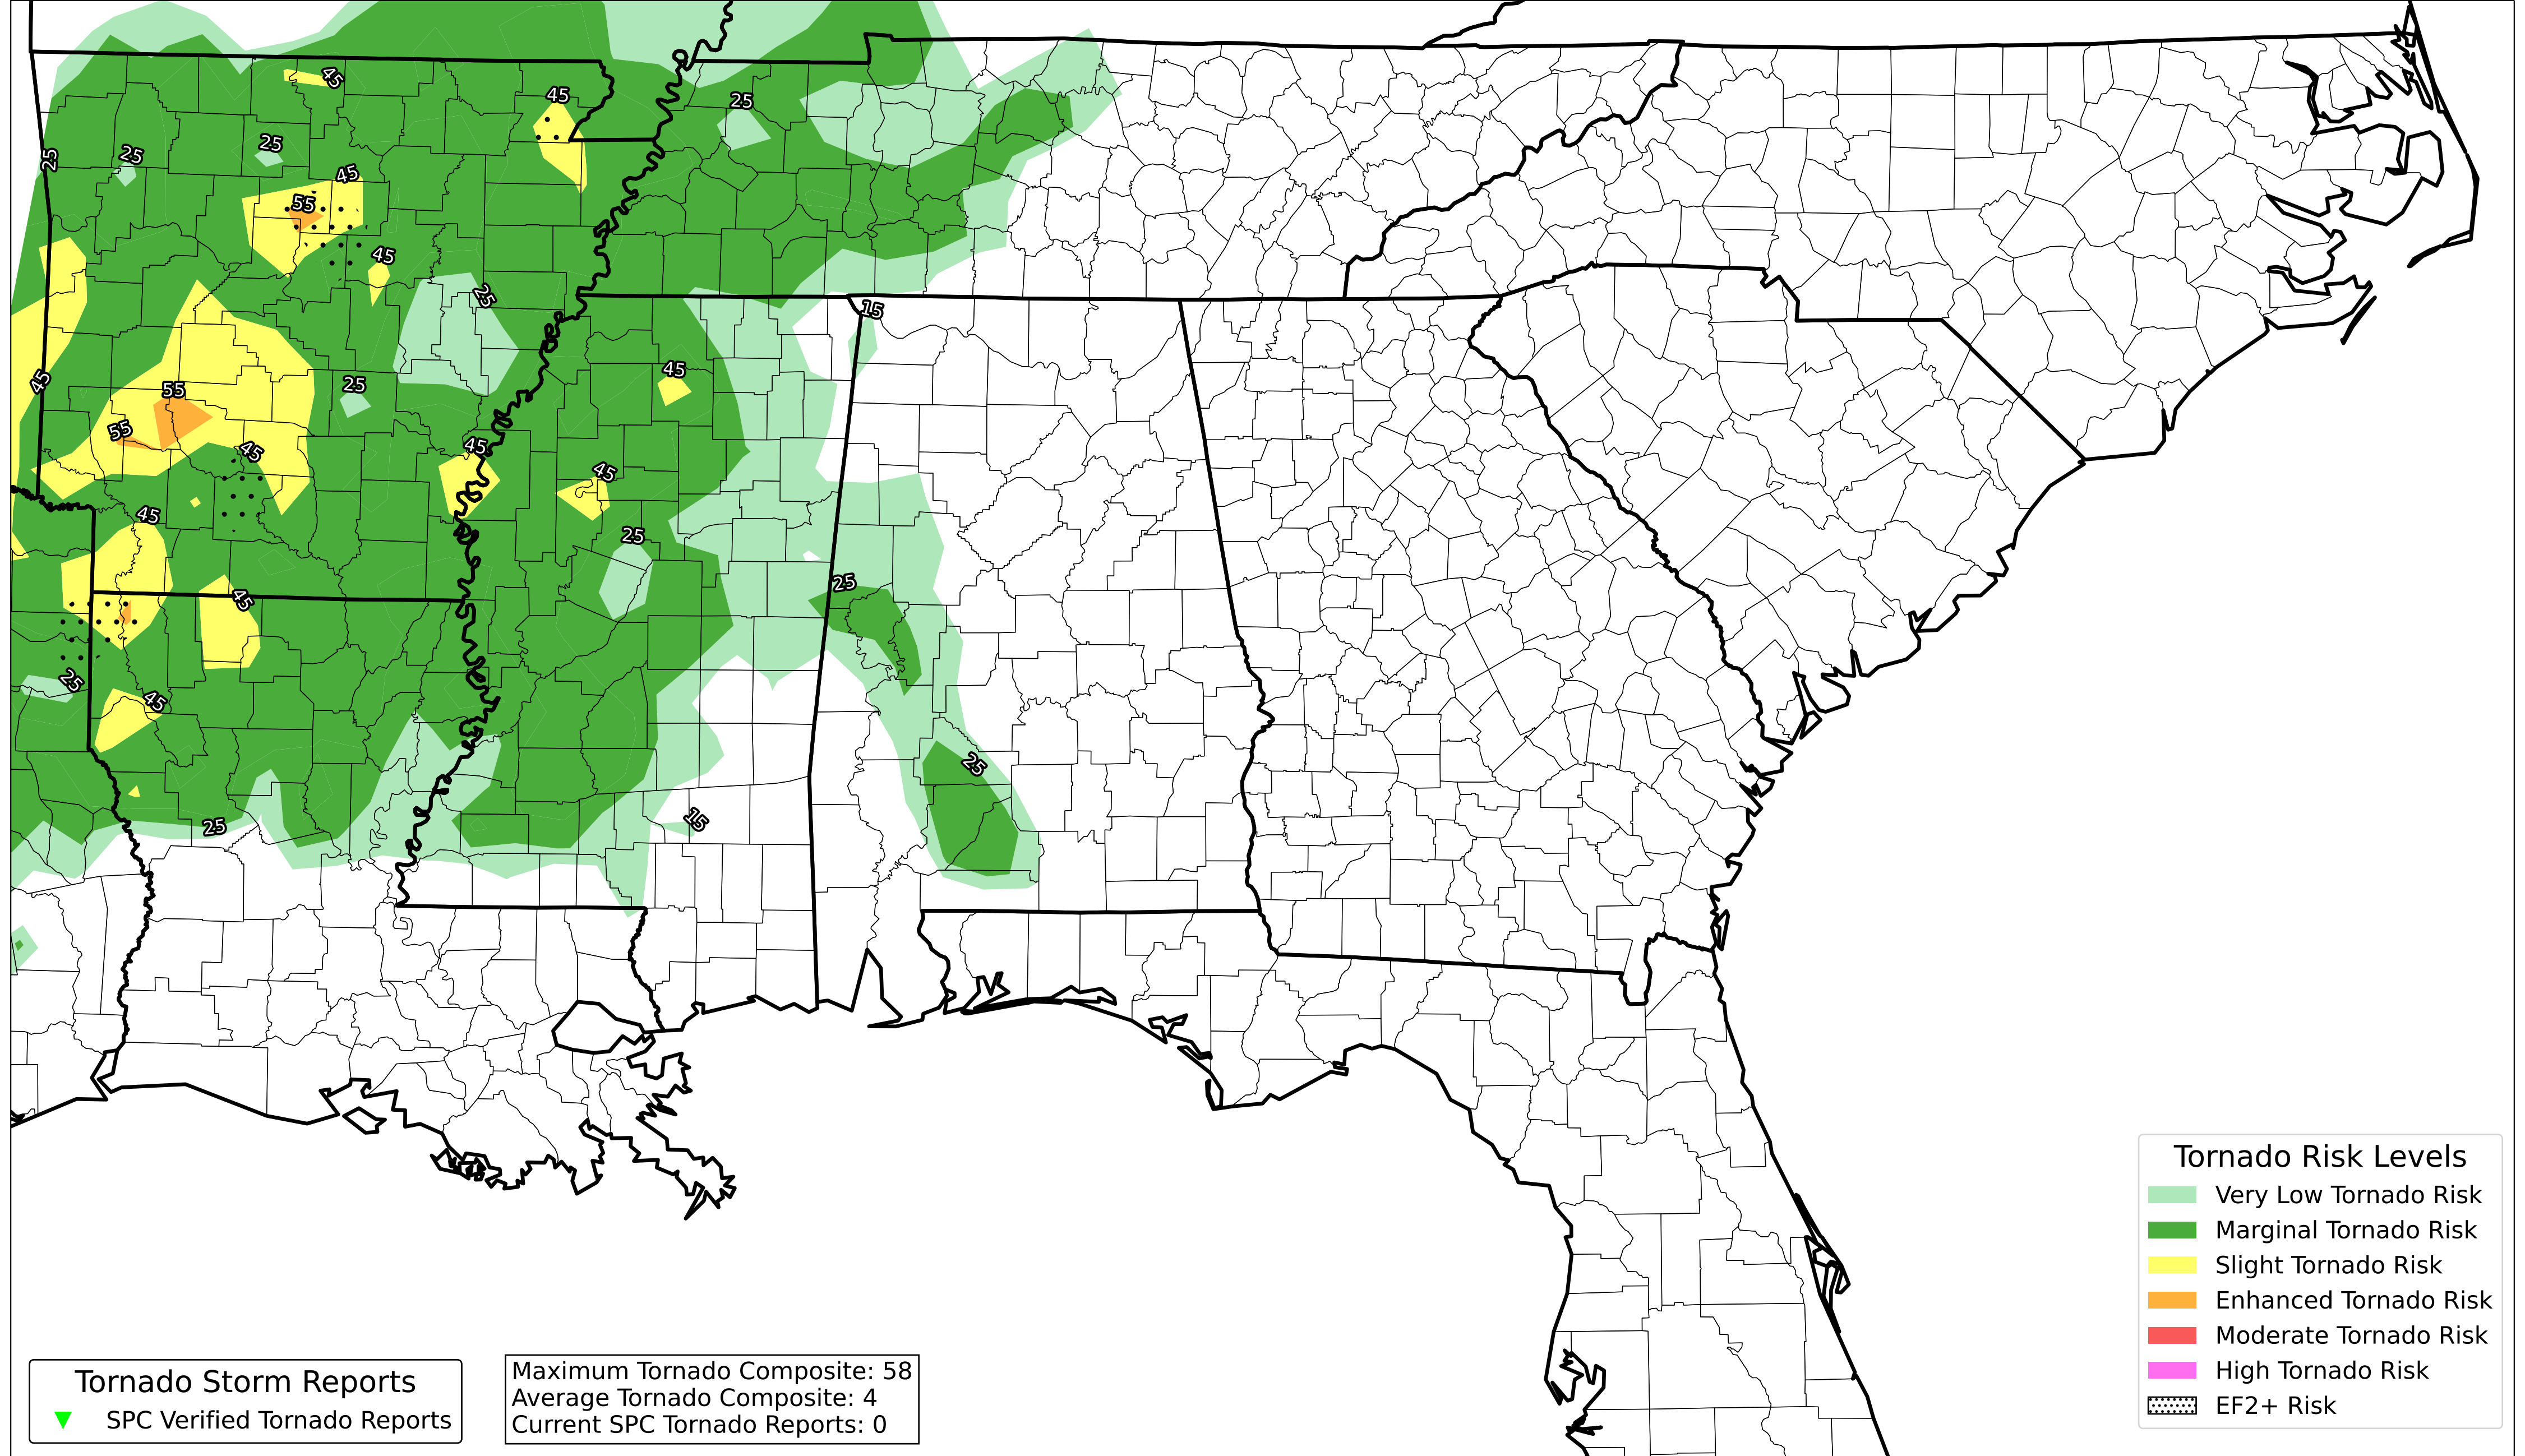 45
45
25
25
25
25
45
55
45
25
15
45
45
25
55
55
45
45
45
25
45
25
45
25
45
25
15
25
Tornado Risk Levels
Very Low Tornado Risk
Marginal Tornado Risk
Slight Tornado Risk
Enhanced Tornado Risk
Moderate Tornado Risk
High Tornado Risk
EF2+ Risk
Tornado Storm Reports
SPC Verified Tornado Reports
Maximum Tornado Composite: 58
Average Tornado Composite: 4
Current SPC Tornado Reports: 0